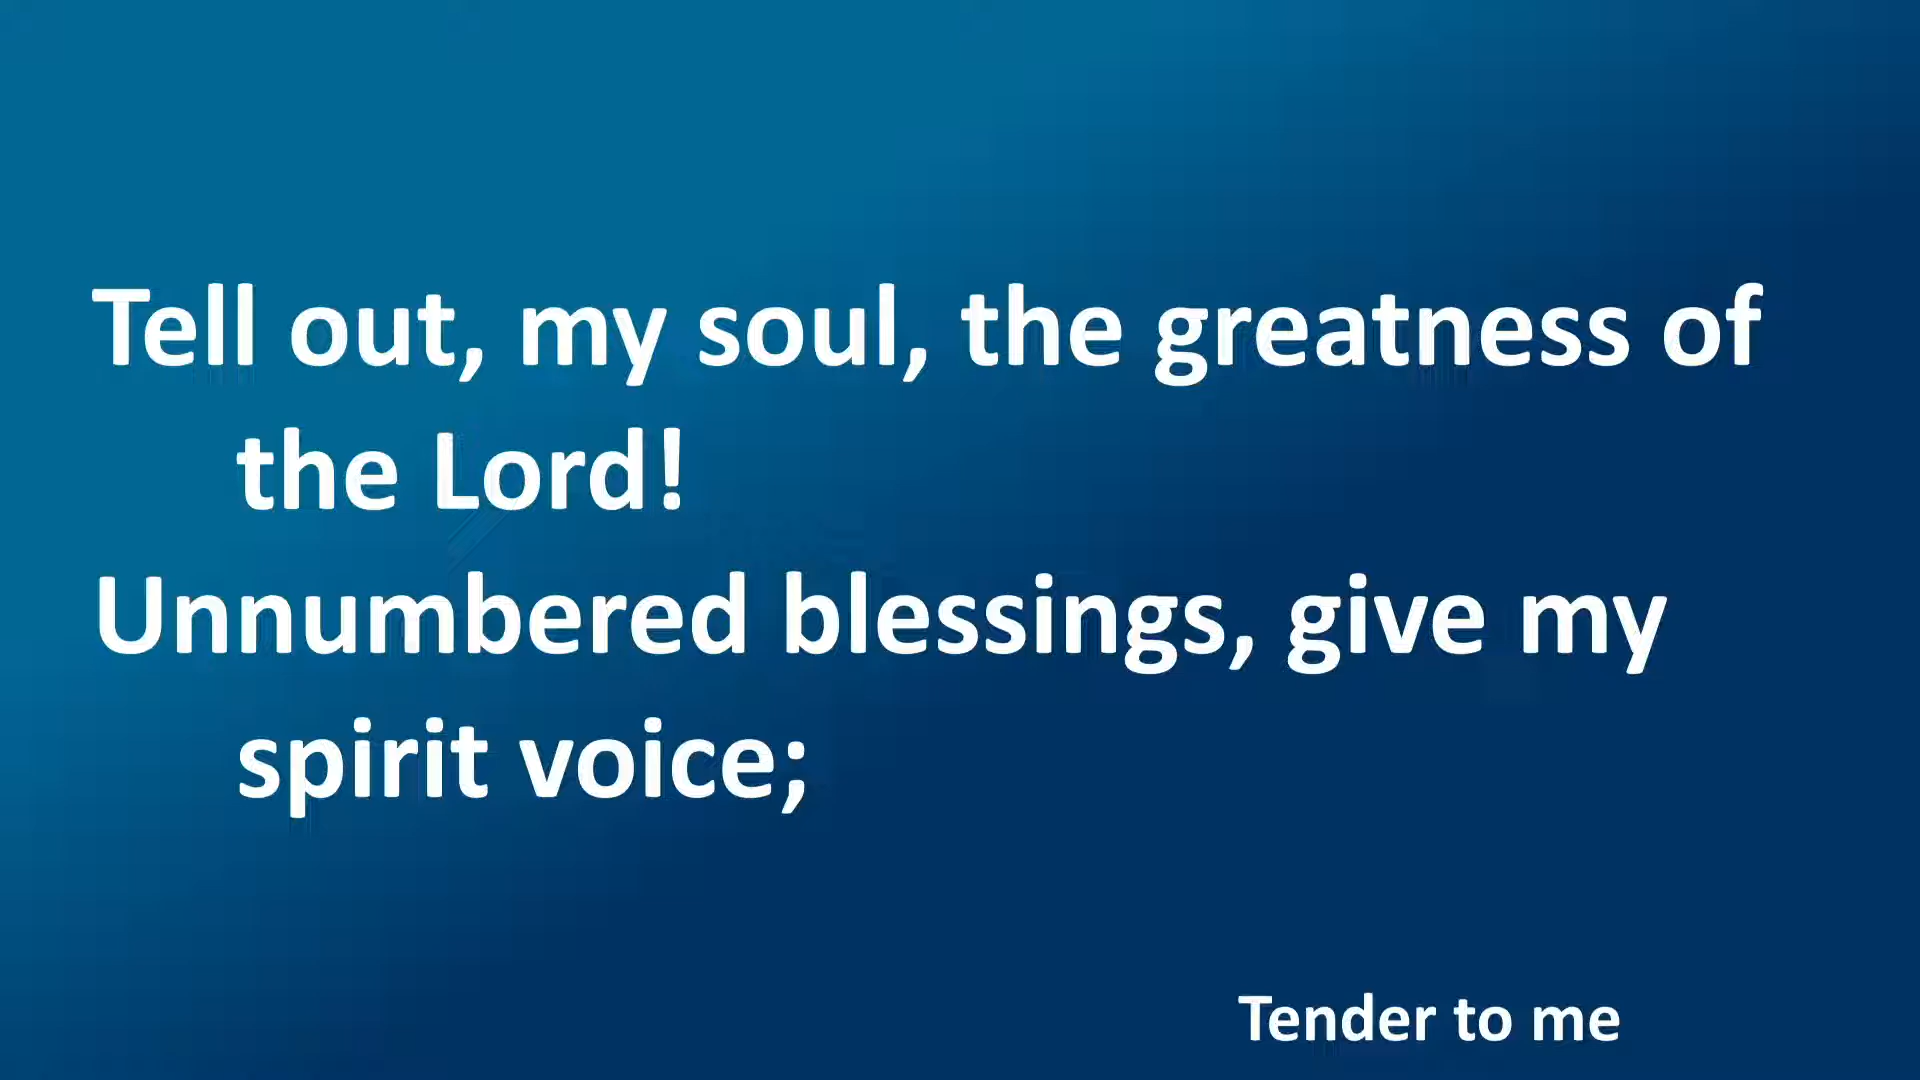 Tell out, my soul, the greatness of
the Lord!
Unnumbered blessings, give my
spirit voice;
Tender to me